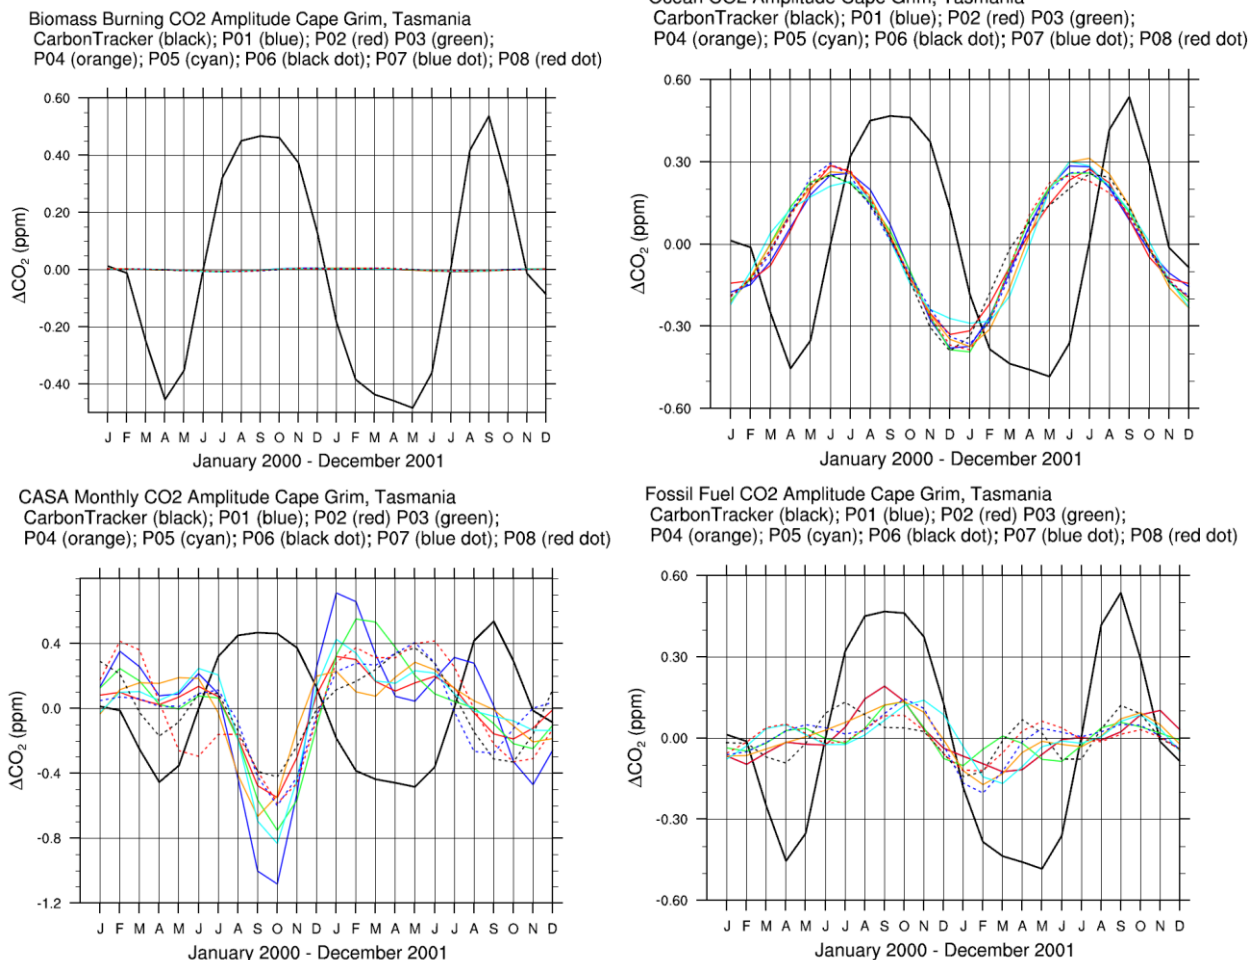 Biomass Burning CO2 Amplitude Cape Grim, Tasmania
CarbonTracker (black); P01 (blue); P02 (red) P03 (green);
P04 (orange); P05 (cyan); P06 (black dot); P07 (blue dot); P08 (red dot)
0.60
0.40
0.20
0.00
-0.20
-0.40
ΔCO₂ (ppm)
J F M A M J J A S O N D J F M A M J J A S O N D
January 2000 - December 2001
Ocean CO2 Amplitude Cape Grim, Tasmania
CarbonTracker (black); P01 (blue); P02 (red) P03 (green);
P04 (orange); P05 (cyan); P06 (black dot); P07 (blue dot); P08 (red dot)
0.60
0.30
0.00
-0.30
-0.60
ΔCO₂ (ppm)
J F M A M J J A S O N D J F M A M J J A S O N D
January 2000 - December 2001
CASA Monthly CO2 Amplitude Cape Grim, Tasmania
CarbonTracker (black); P01 (blue); P02 (red) P03 (green);
P04 (orange); P05 (cyan); P06 (black dot); P07 (blue dot); P08 (red dot)
0.4
0.0
-0.4
-0.8
-1.2
ΔCO₂ (ppm)
J F M A M J J A S O N D J F M A M J J A S O N D
January 2000 - December 2001
Fossil Fuel CO2 Amplitude Cape Grim, Tasmania
CarbonTracker (black); P01 (blue); P02 (red) P03 (green);
P04 (orange); P05 (cyan); P06 (black dot); P07 (blue dot); P08 (red dot)
0.60
0.30
0.00
-0.30
-0.60
ΔCO₂ (ppm)
J F M A M J J A S O N D J F M A M J J A S O N D
January 2000 - December 2001